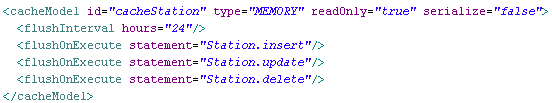 <cacheModel id="cacheStation" type="MEMORY" readOnly="true" serialize="false">
<flushInterval hours="24"/>
<flushOnExecute statement="Station.insert"/>
<flushOnExecute statement="Station.update"/>
<flushOnExecute statement="Station.delete"/>
</cacheModel>